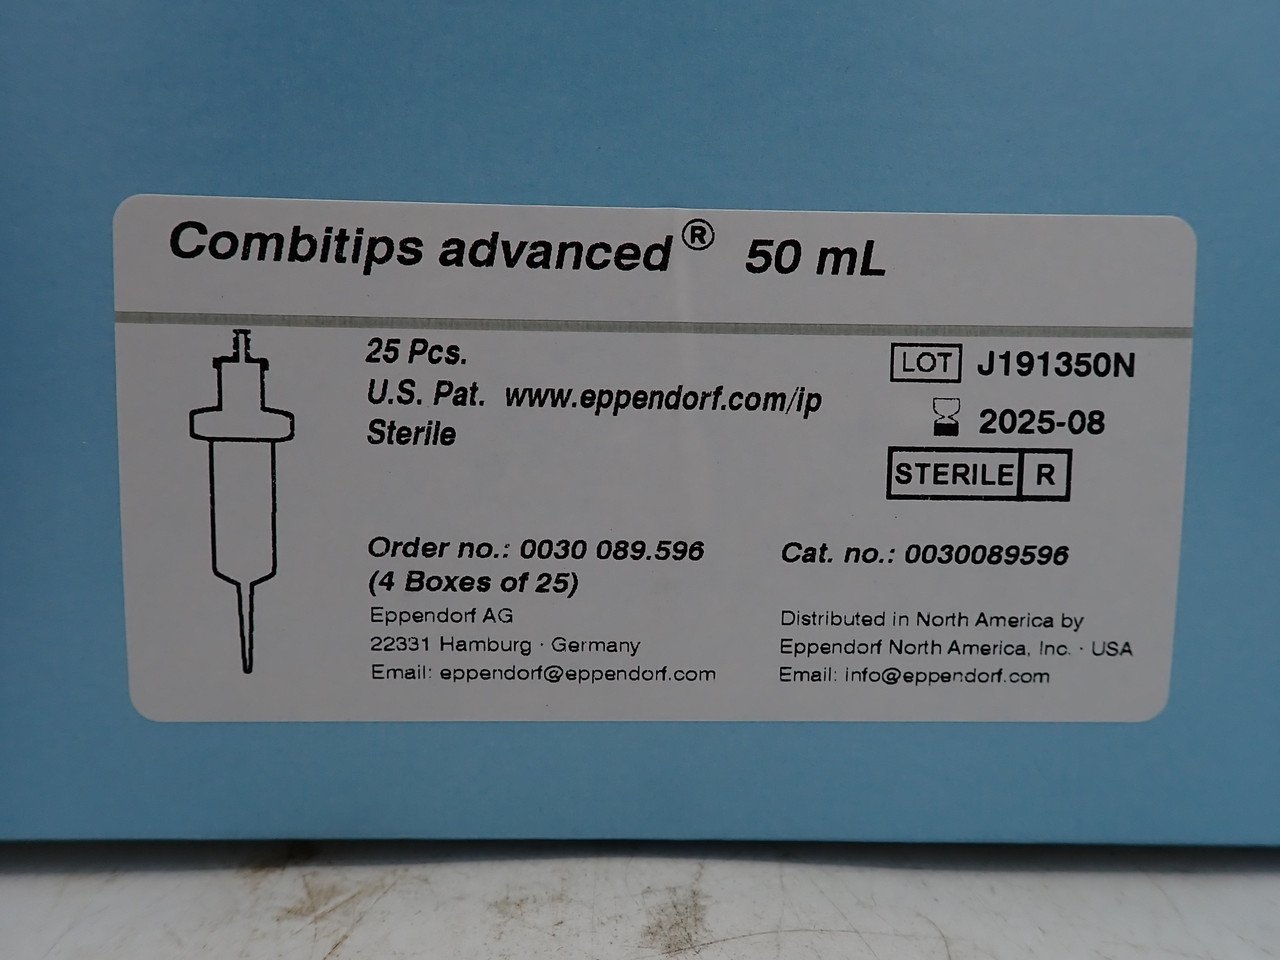 Combitips advanced® 50 mL
25 Pcs.
U.S. Pat. www.eppendorf.com/ip
Sterile
LOT J191350N
2025-08
STERILE R
Order no.: 0030 089.596
(4 Boxes of 25)
Eppendorf AG
22331 Hamburg · Germany
Email: eppendorf@eppendorf.com
Cat. no.: 0030089596
Distributed in North America by
Eppendorf North America, Inc. · USA
Email: info@eppendorf.com